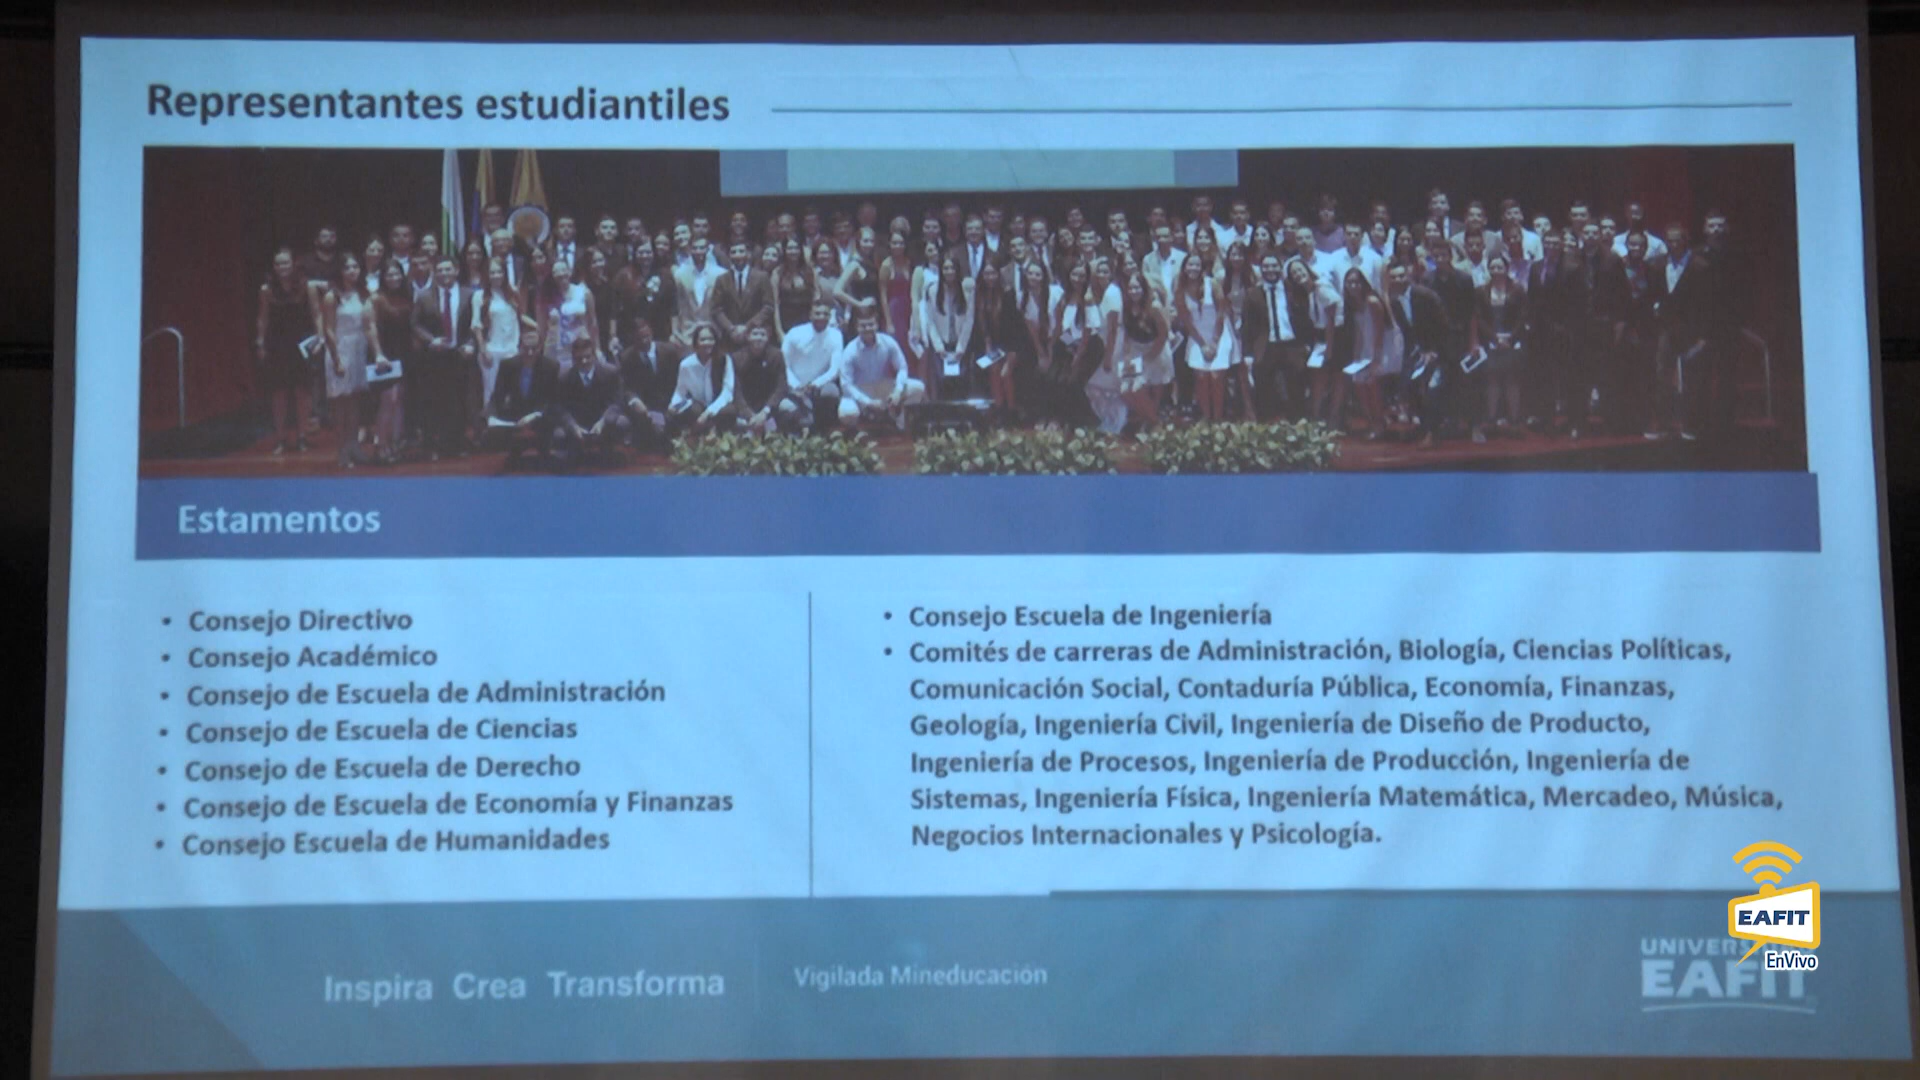 Representantes estudiantiles
Estamentos
• Consejo Directivo
• Consejo Académico
• Consejo de Escuela de Administración
• Consejo de Escuela de Ciencias
• Consejo de Escuela de Derecho
• Consejo de Escuela de Economía y Finanzas
• Consejo Escuela de Humanidades
• Consejo Escuela de Ingeniería
• Comités de carreras de Administración, Biología, Ciencias Políticas,
Comunicación Social, Contaduría Pública, Economía, Finanzas,
Geología, Ingeniería Civil, Ingeniería de Diseño de Producto,
Ingeniería de Procesos, Ingeniería de Producción, Ingeniería de
Sistemas, Ingeniería Física, Ingeniería Matemática, Mercadeo, Música,
Negocios Internacionales y Psicología.
Inspira Crea Transforma
Vigilada Mineducación
EAFIT
EnVivo
EAFIT